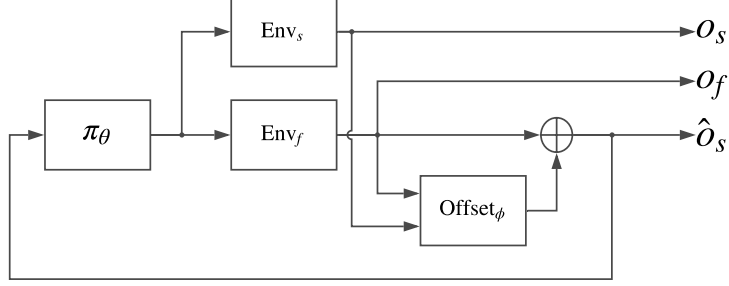 Env_s
o_s
o_f
π_θ
Env_f
ô_s
Offset_ϕ